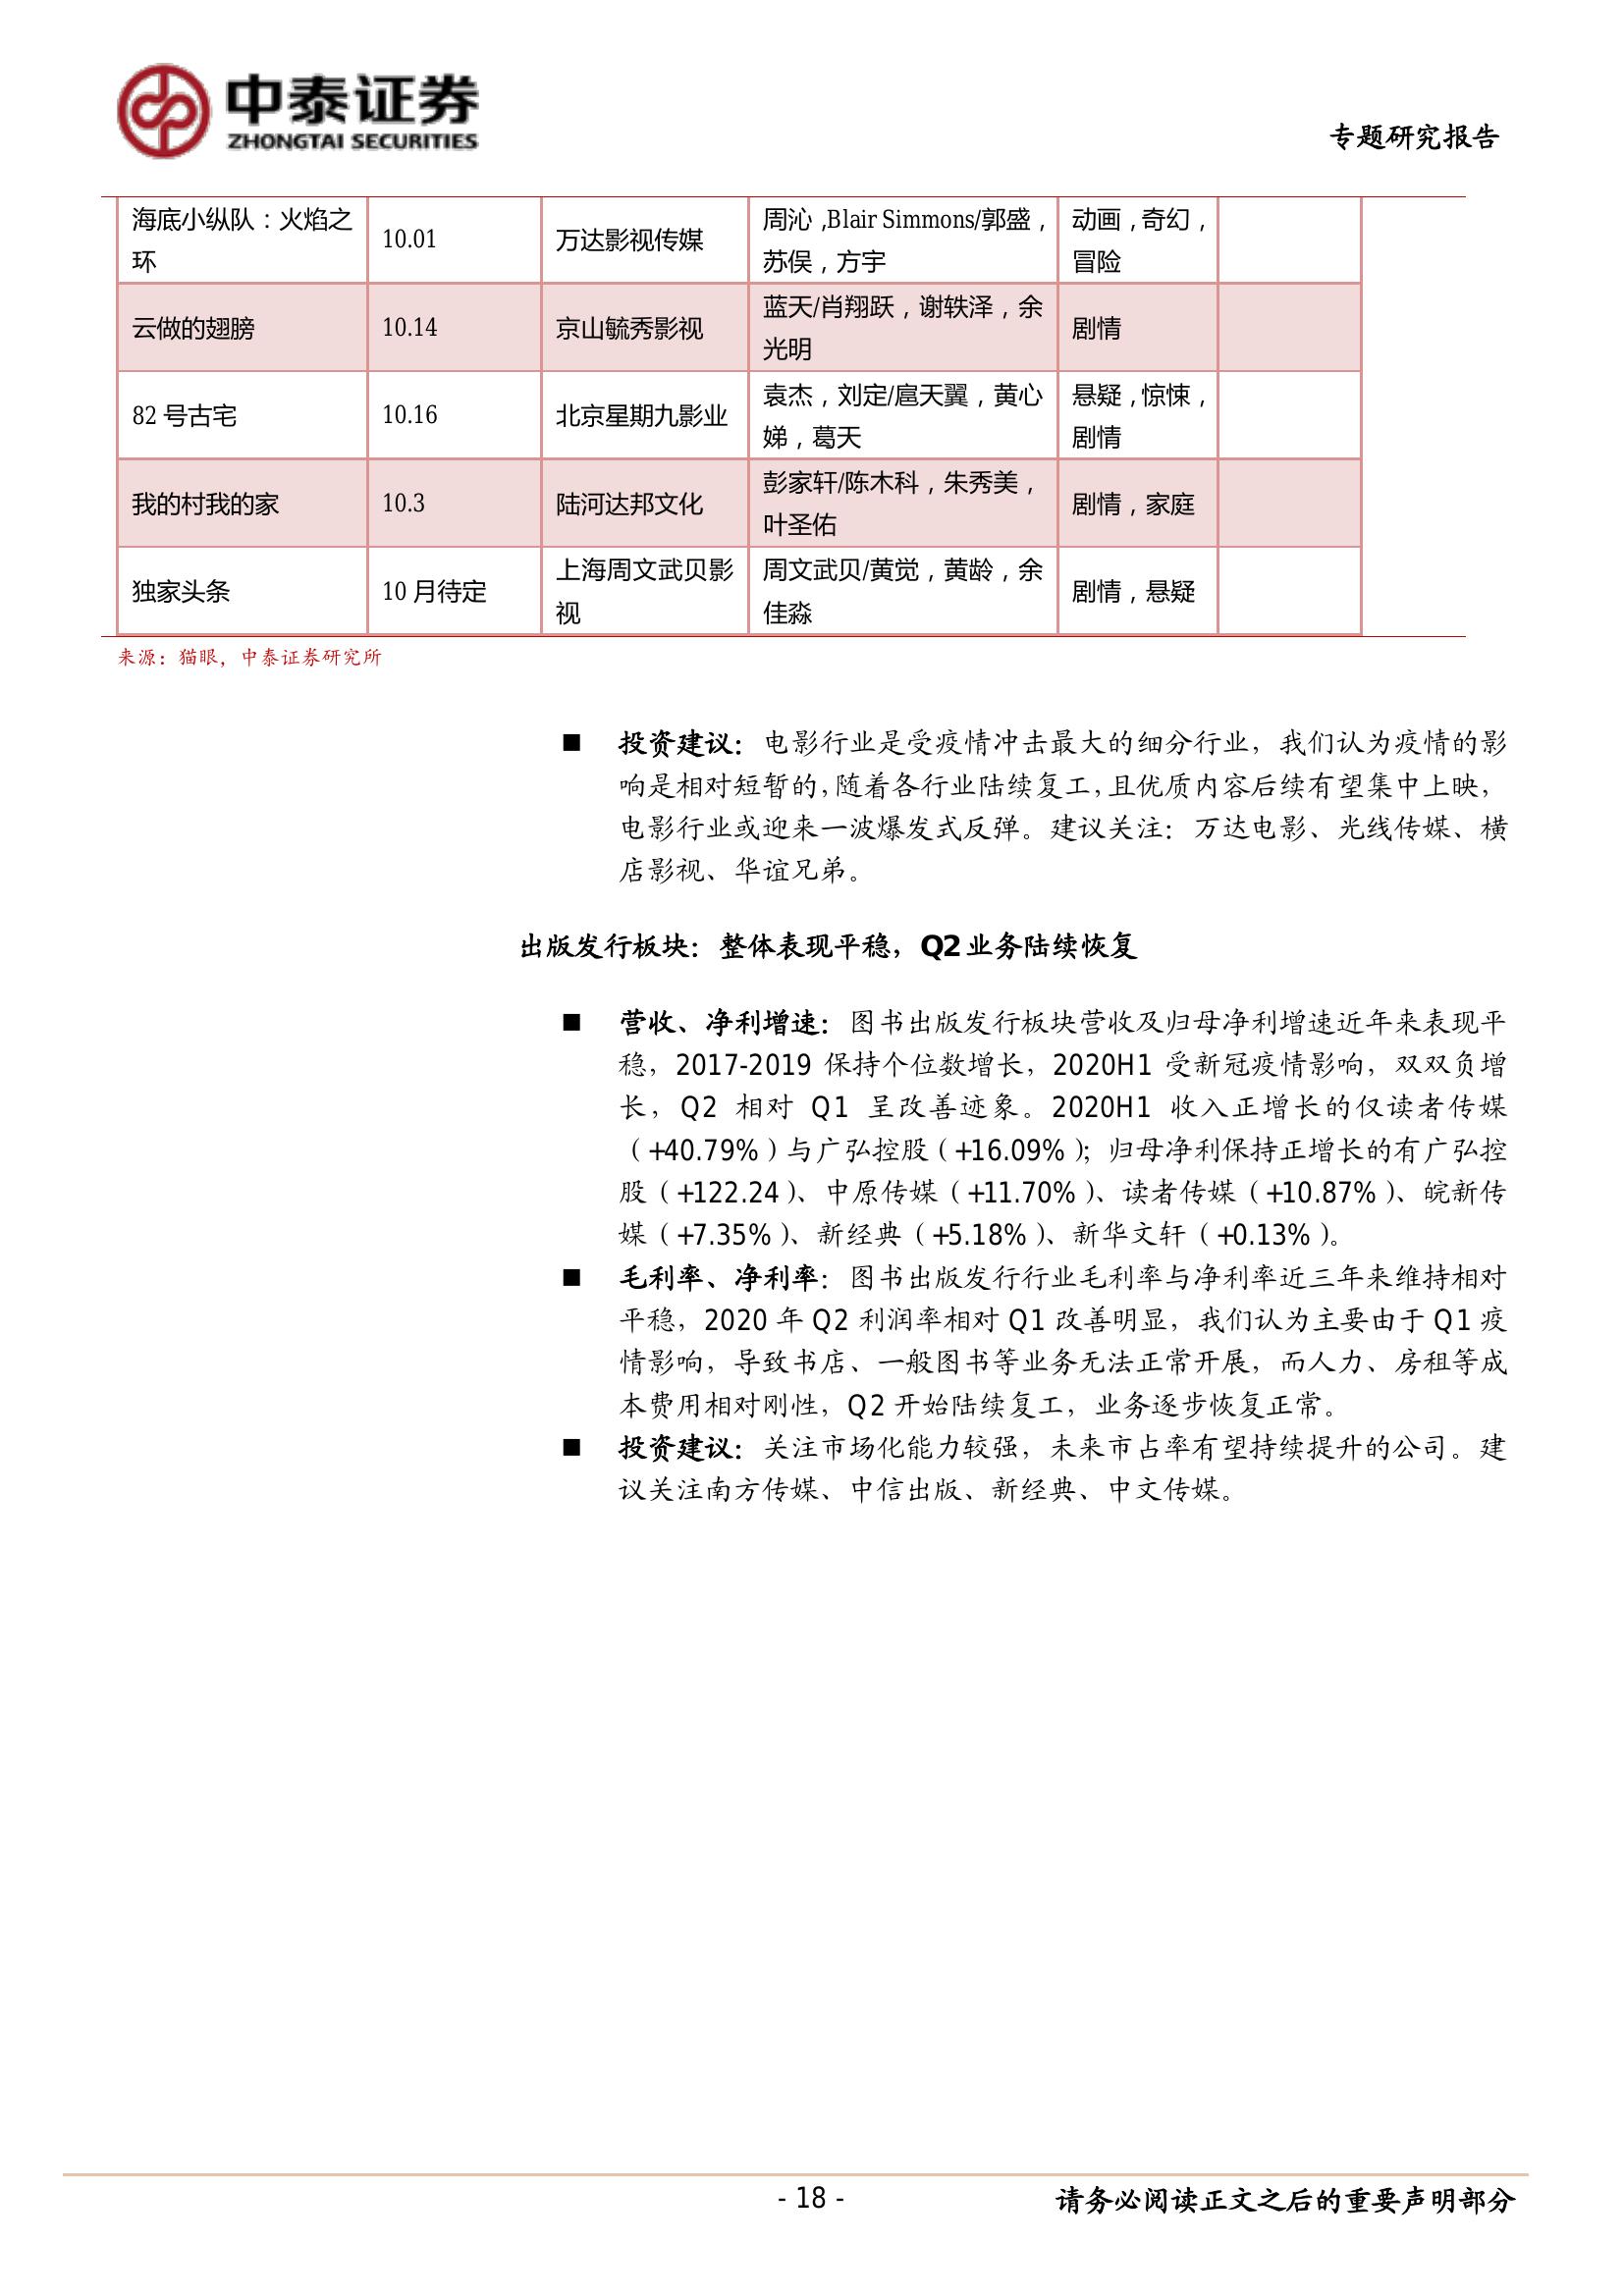 中泰证券
ZHONGTAI SECURITIES
专题研究报告
海底小纵队：火焰之
环
10.01
万达影视传媒
周沁,Blair Simmons/郭盛，
苏俣，方宇
动画，奇幻，
冒险
云做的翅膀
10.14
京山毓秀影视
蓝天/肖翔跃，谢轶泽，余
光明
剧情
82 号古宅
10.16
北京星期九影业
袁杰，刘定/扈天翼，黄心
娣，葛天
悬疑，惊悚，
剧情
我的村我的家
10.3
陆河达邦文化
彭家轩/陈木科，朱秀美，
叶圣佑
剧情，家庭
独家头条
10 月待定
上海周文武贝影
视
周文武贝/黄觉，黄龄，余
佳淼
剧情，悬疑
来源：猫眼，中泰证券研究所
■ 投资建议：电影行业是受疫情冲击最大的细分行业，我们认为疫情的影
响是相对短暂的，随着各行业陆续复工，且优质内容后续有望集中上映，
电影行业或迎来一波爆发式反弹。建议关注：万达电影、光线传媒、横
店影视、华谊兄弟。
出版发行板块：整体表现平稳，Q2 业务陆续恢复
■ 营收、净利增速：图书出版发行板块营收及归母净利增速近年来表现平
稳，2017-2019 保持个位数增长，2020H1 受新冠疫情影响，双双负增
长，Q2 相对 Q1 呈改善迹象。2020H1 收入正增长的仅读者传媒
（+40.79%）与广弘控股（+16.09%）；归母净利保持正增长的有广弘控
股（+122.24）、中原传媒（+11.70%）、读者传媒（+10.87%）、皖新传
媒（+7.35%）、新经典（+5.18%）、新华文轩（+0.13%）。
■ 毛利率、净利率：图书出版发行行业毛利率与净利率近三年来维持相对
平稳，2020 年 Q2 利润率相对 Q1 改善明显，我们认为主要由于 Q1 疫
情影响，导致书店、一般图书等业务无法正常开展，而人力、房租等成
本费用相对刚性，Q2 开始陆续复工，业务逐步恢复正常。
■ 投资建议：关注市场化能力较强，未来市占率有望持续提升的公司。建
议关注南方传媒、中信出版、新经典、中文传媒。
- 18 -
请务必阅读正文之后的重要声明部分